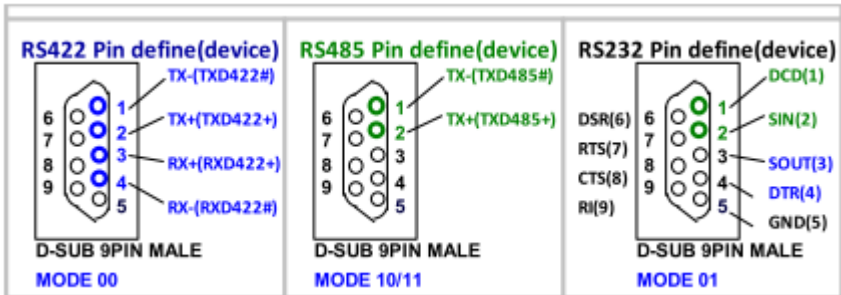 RS422 Pin define(device)
TX-(TXD422#)
1
6
TX+(TXD422+)
2
7
3
RX+(RXD422+)
8
4
9
RX-(RXD422#)
5
D-SUB 9PIN MALE
MODE 00
RS485 Pin define(device)
TX-(TXD485#)
1
6
TX+(TXD485+)
2
7
3
8
4
9
5
D-SUB 9PIN MALE
MODE 10/11
RS232 Pin define(device)
DCD(1)
1
DSR(6)
6
SIN(2)
2
RTS(7)
7
3
SOUT(3)
CTS(8)
8
4
DTR(4)
RI(9)
9
5
GND(5)
D-SUB 9PIN MALE
MODE 01